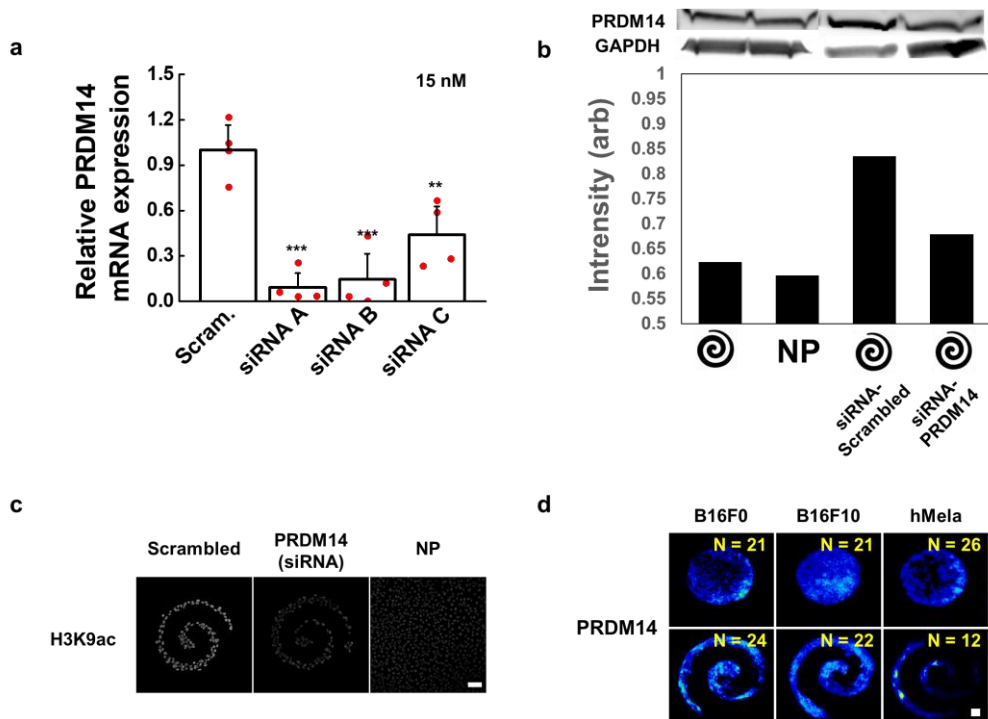 a
Relative PRDM14
mRNA expression
1.5
1.2
0.9
0.6
0.3
0.0
15 nM
***
***
**
Scram.
siRNA A
siRNA B
siRNA C
b
PRDM14
GAPDH
Intrensity (arb)
1
0.95
0.9
0.85
0.8
0.75
0.7
0.65
0.6
0.55
0.5
NP
siRNA-
Scrambled
siRNA-
PRDM14
c
Scrambled
PRDM14
(siRNA)
NP
H3K9ac
d
B16F0
B16F10
hMela
N = 21
N = 21
N = 26
PRDM14
N = 24
N = 22
N = 12